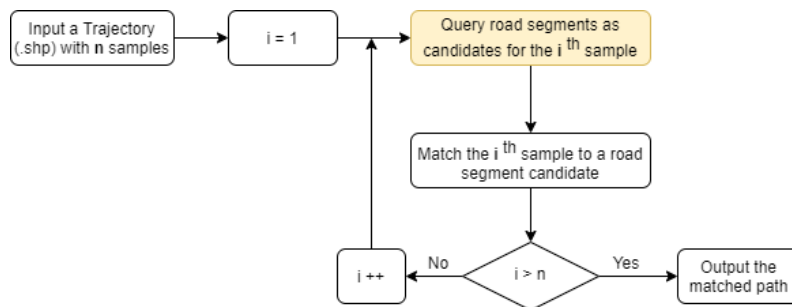 Input a Trajectory
(.shp) with n samples
i = 1
Query road segments as
candidates for the i th sample
Match the i th sample to a road
segment candidate
i > n
No
Yes
i ++
Output the
matched path